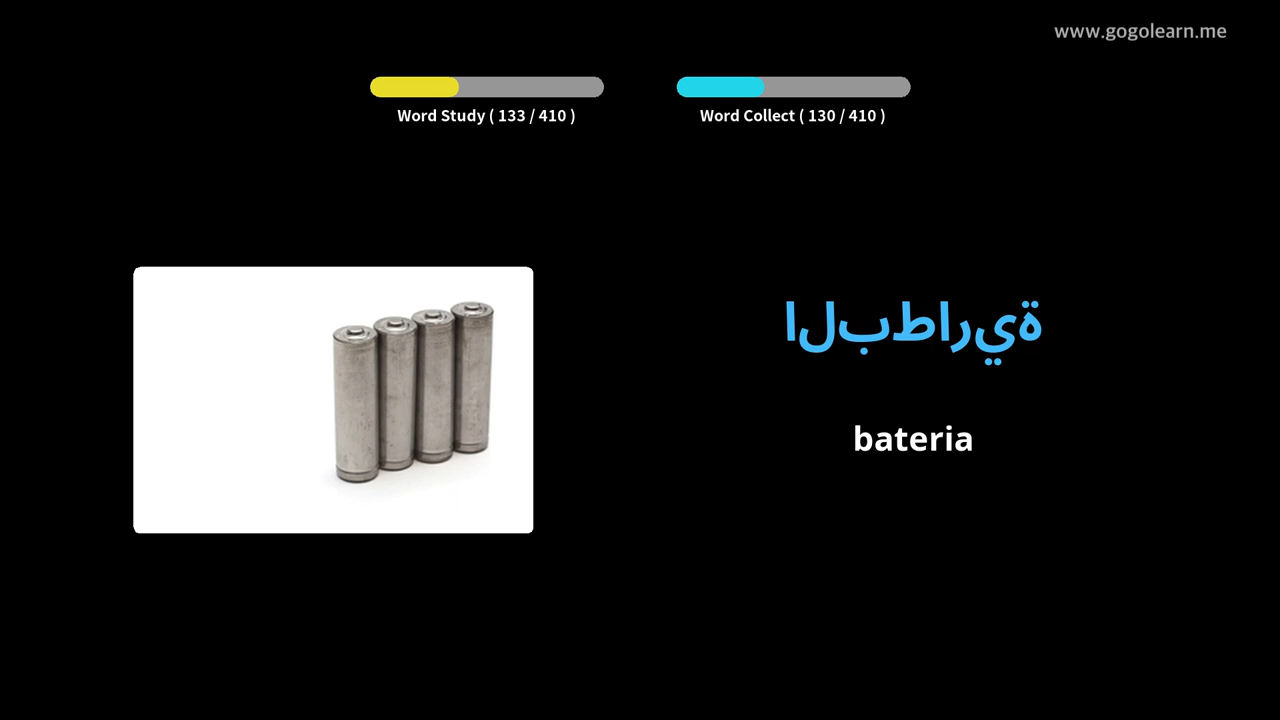 www.gogolearn.me
Word Study ( 133 / 410 )
Word Collect ( 130 / 410 )
البطارية
bateria